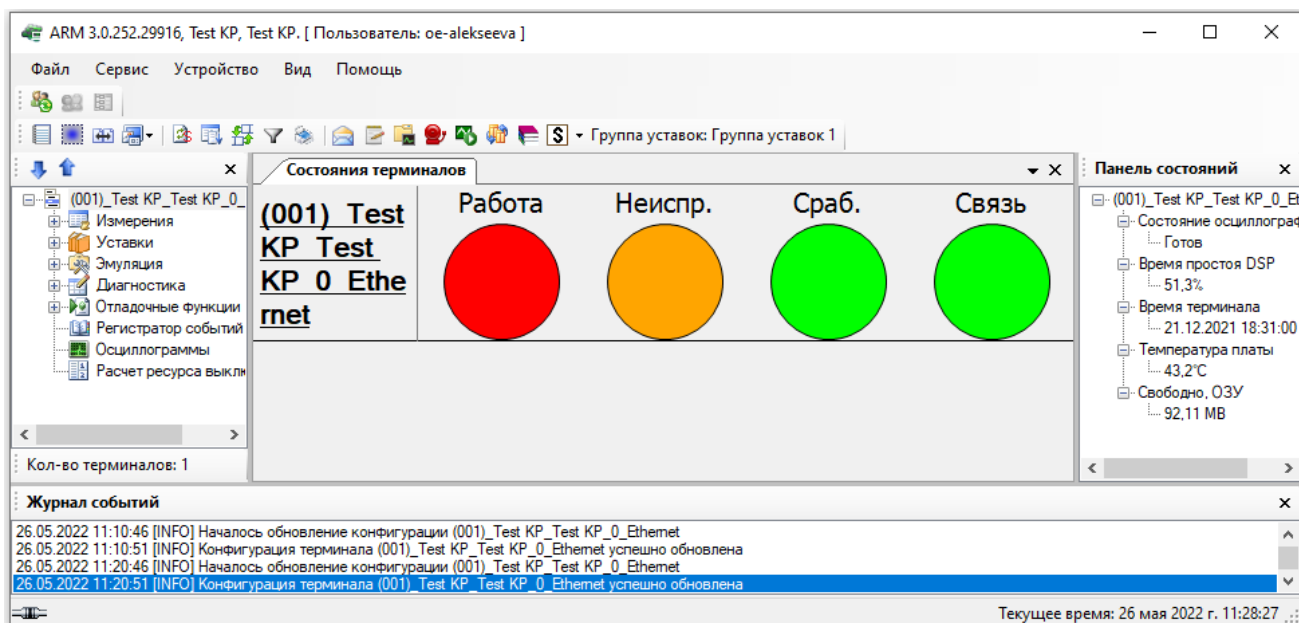 ARM 3.0.252.29916, Test KP, Test KP. [ Пользователь: oe-alekseeva ]
Файл Сервис Устройство Вид Помощь
S Группа уставок: Группа уставок 1
(001)_Test KP_Test KP_0_
Измерения
Уставки
Эмуляция
Диагностика
Отладочные функции
Регистратор событий
Осциллограммы
Расчет ресурса выклю
Кол-во терминалов: 1
Состояния терминалов
(001)_Test
KP_Test
KP_0_Ethe
rnet
Работа Неиспр. Сраб. Связь
Панель состояний
(001)_Test KP_Test KP_0_Et
Состояние осциллограф
Готов
Время простоя DSP
51,3%
Время терминала
21.12.2021 18:31:00
Температура платы
43,2°C
Свободно, ОЗУ
92,11 MB
Журнал событий
26.05.2022 11:10:46 [INFO] Началось обновление конфигурации (001)_Test KP_Test KP_0_Ethernet
26.05.2022 11:10:51 [INFO] Конфигурация терминала (001)_Test KP_Test KP_0_Ethernet успешно обновлена
26.05.2022 11:20:46 [INFO] Началось обновление конфигурации (001)_Test KP_Test KP_0_Ethernet
26.05.2022 11:20:51 [INFO] Конфигурация терминала (001)_Test KP_Test KP_0_Ethernet успешно обновлена
Текущее время: 26 мая 2022 г. 11:28:27